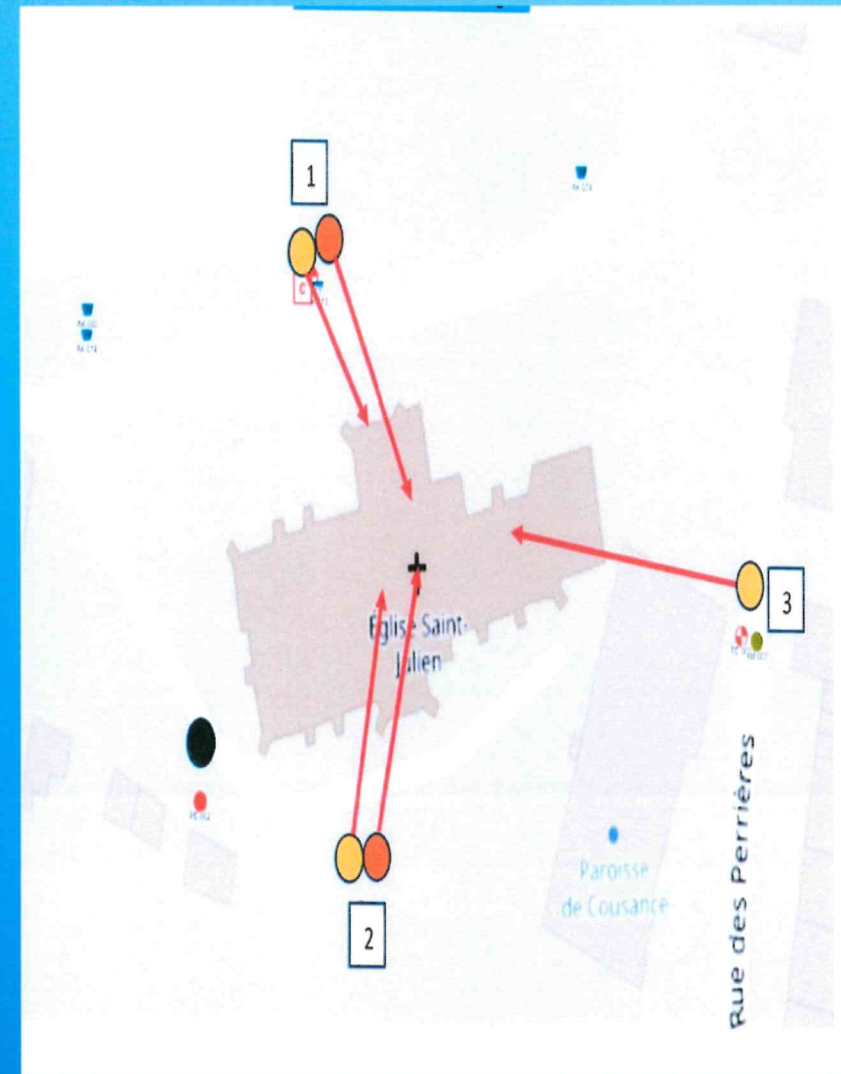 1
C
Église Saint-
Julien
3
2
Paroisse
de Cousance
Rue des Perrières